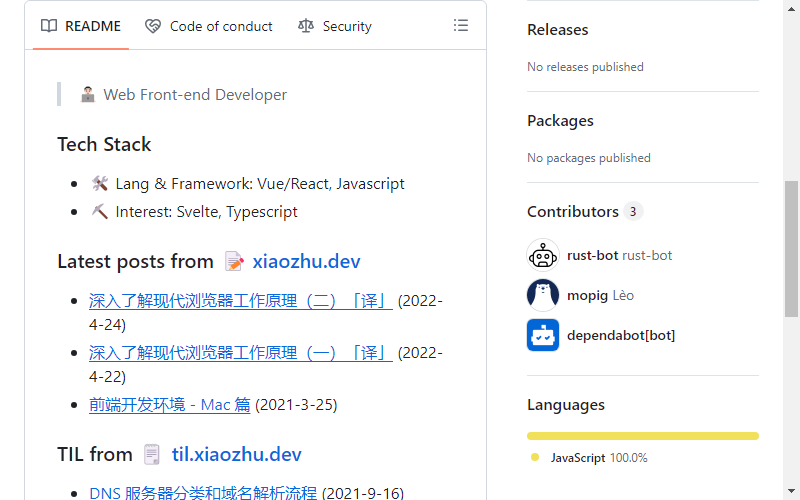 README
Code of conduct
Security
Web Front-end Developer
Tech Stack
Lang & Framework: Vue/React, Javascript
Interest: Svelte, Typescript
Latest posts from xiaozhu.dev
深入了解现代浏览器工作原理（二）「译」 (2022-
4-24)
深入了解现代浏览器工作原理（一）「译」 (2022-
4-22)
前端开发环境 - Mac 篇 (2021-3-25)
TIL from til.xiaozhu.dev
DNS 服务器分类和域名解析流程 (2021-9-16)
Releases
No releases published
Packages
No packages published
Contributors 3
rust-bot rust-bot
mopig Lèo
dependabot[bot]
Languages
JavaScript 100.0%